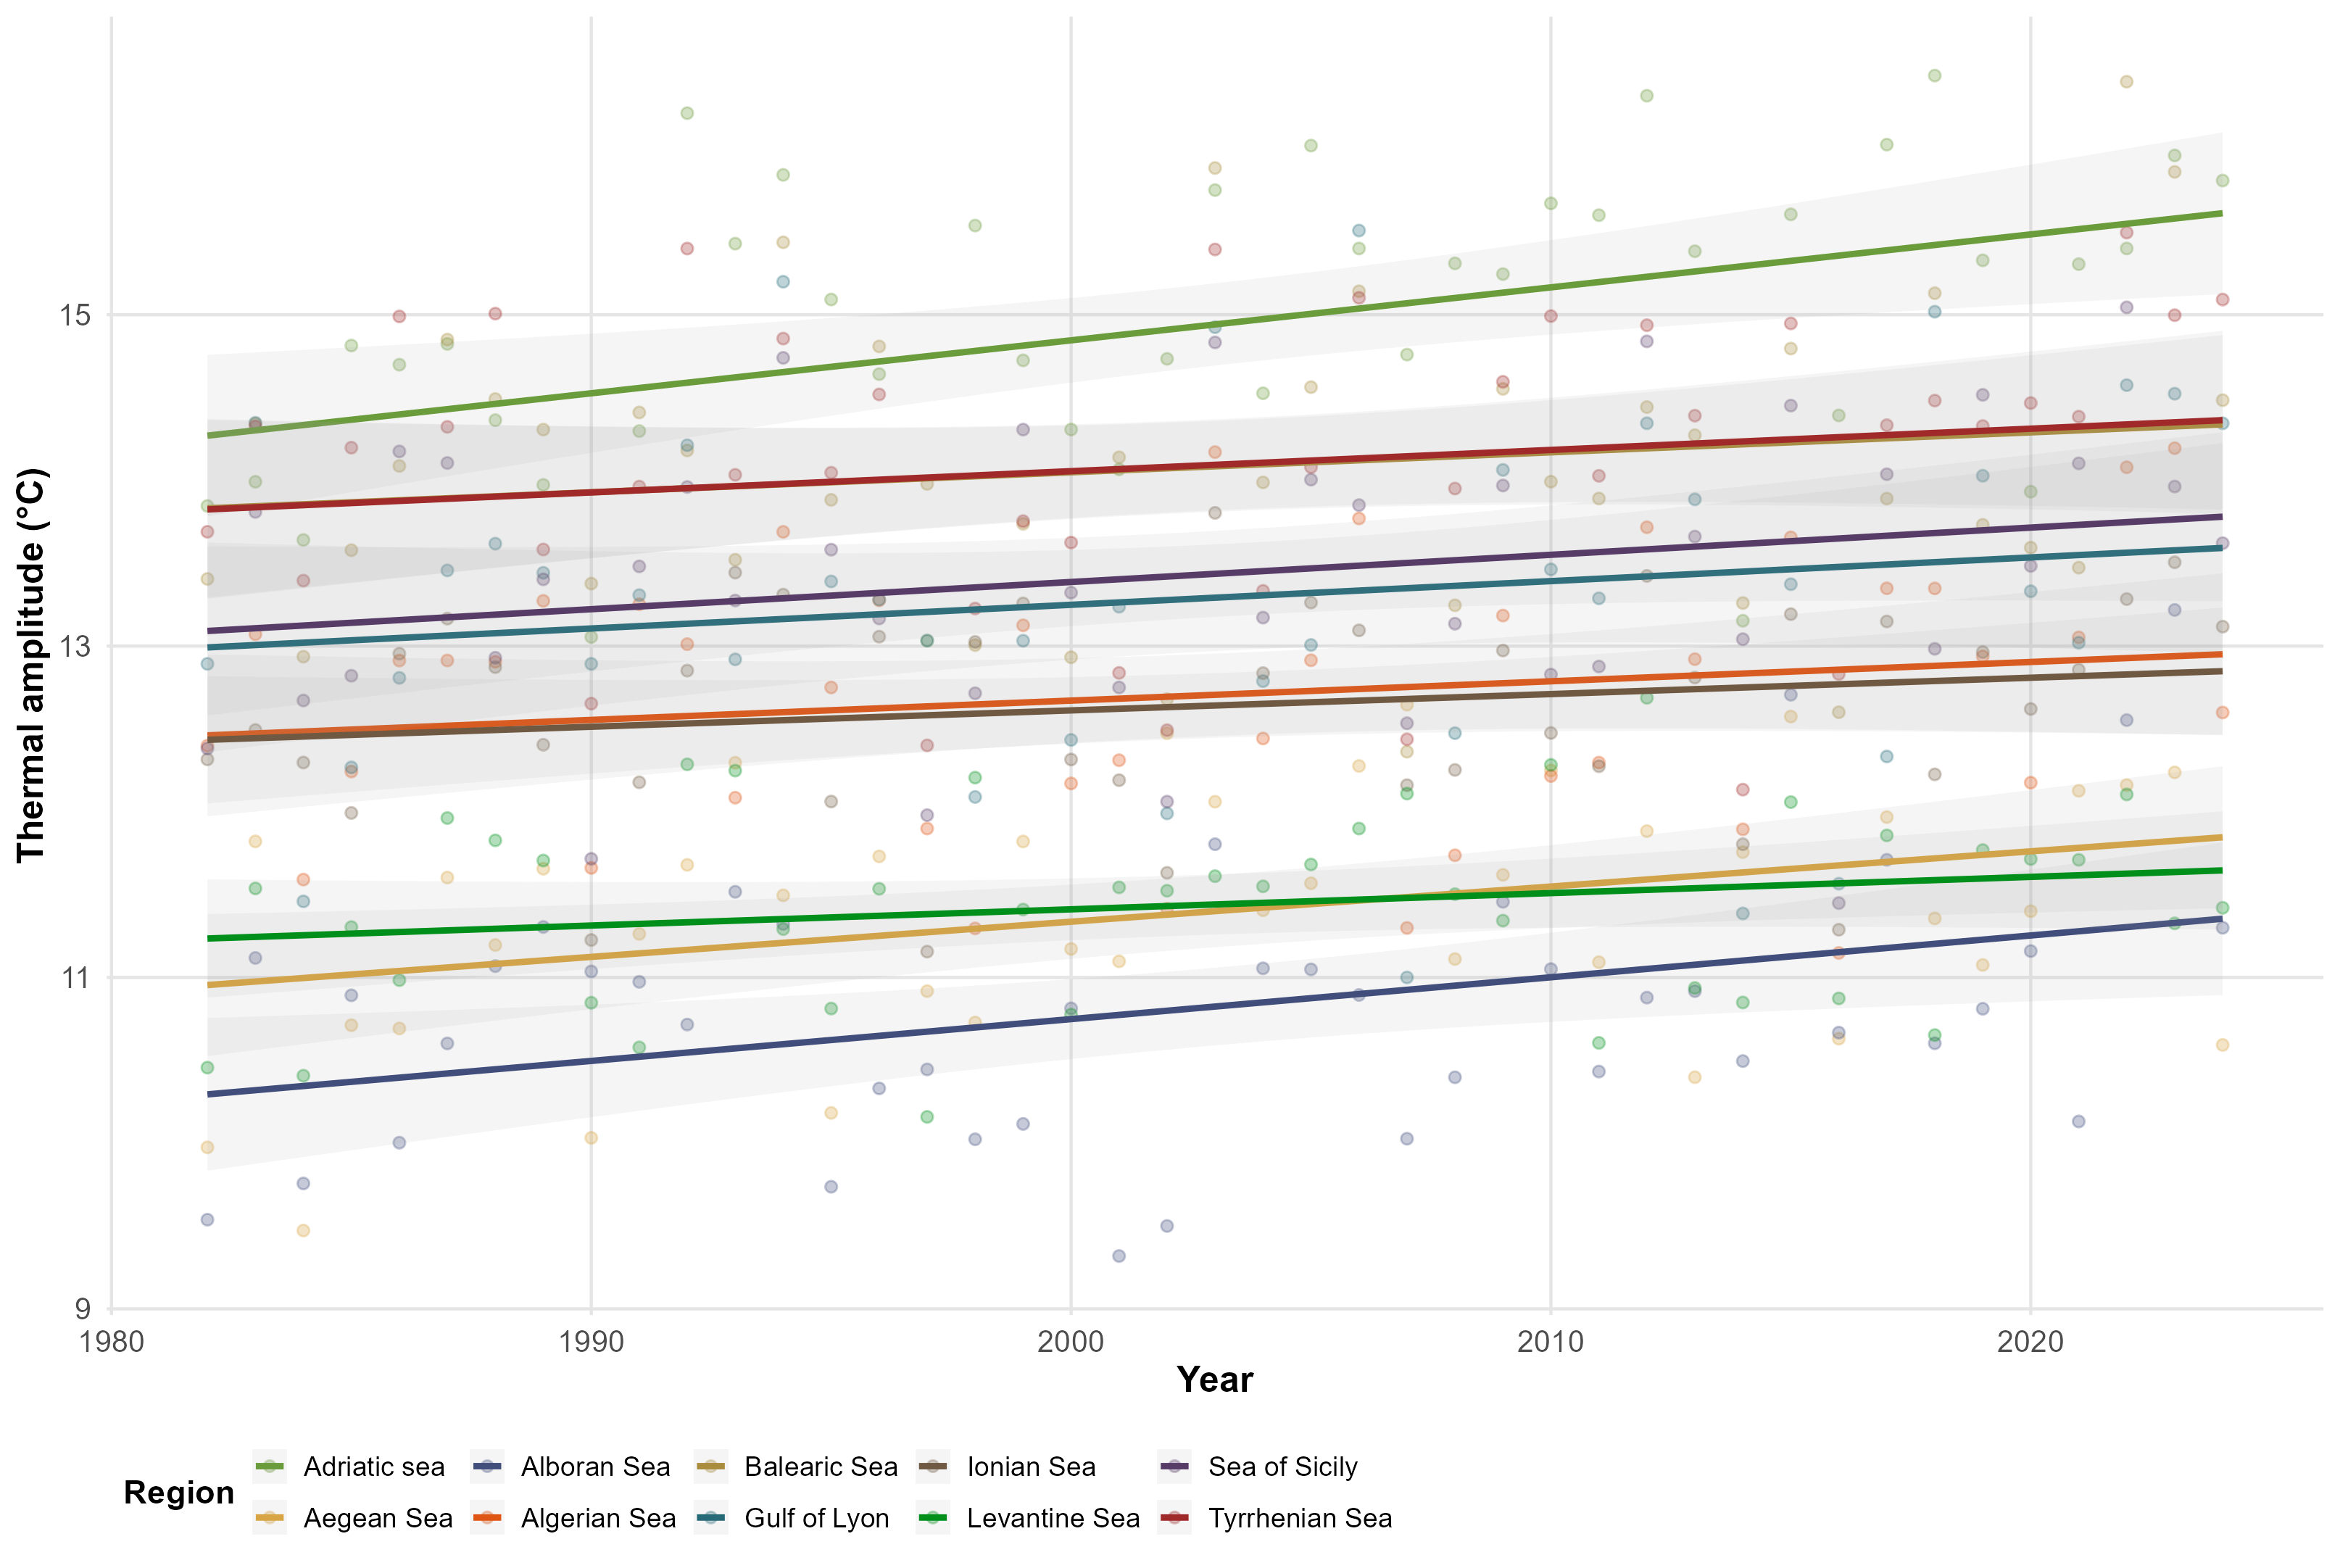 Thermal amplitude (°C)
15
13
11
9
1980 1990 2000 2010 2020
Year
Region
Adriatic sea Alboran Sea Balearic Sea Ionian Sea Sea of Sicily
Aegean Sea Algerian Sea Gulf of Lyon Levantine Sea Tyrrhenian Sea